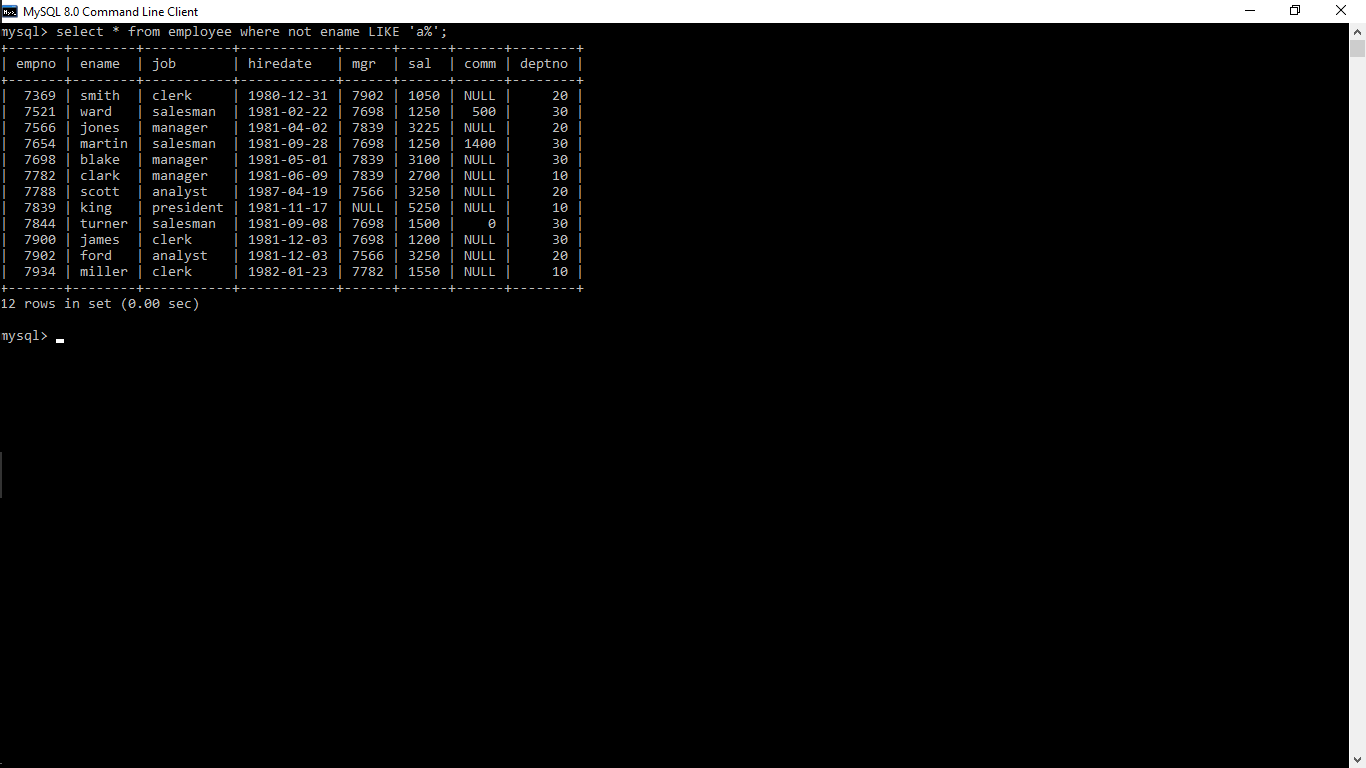 MySQL 8.0 Command Line Client
mysql> select * from employee where not ename LIKE 'a%';
+-------+--------+-----------+------------+------+------+------+--------+
| empno | ename  | job       | hiredate   | mgr  | sal  | comm | deptno |
+-------+--------+-----------+------------+------+------+------+--------+
|  7369 | smith  | clerk     | 1980-12-31 | 7902 | 1050 | NULL |     20 |
|  7521 | ward   | salesman  | 1981-02-22 | 7698 | 1250 |  500 |     30 |
|  7566 | jones  | manager   | 1981-04-02 | 7839 | 3225 | NULL |     20 |
|  7654 | martin | salesman  | 1981-09-28 | 7698 | 1250 | 1400 |     30 |
|  7698 | blake  | manager   | 1981-05-01 | 7839 | 3100 | NULL |     30 |
|  7782 | clark  | manager   | 1981-06-09 | 7839 | 2700 | NULL |     10 |
|  7788 | scott  | analyst   | 1987-04-19 | 7566 | 3250 | NULL |     20 |
|  7839 | king   | president | 1981-11-17 | NULL | 5250 | NULL |     10 |
|  7844 | turner | salesman  | 1981-09-08 | 7698 | 1500 |    0 |     30 |
|  7900 | james  | clerk     | 1981-12-03 | 7698 | 1200 | NULL |     30 |
|  7902 | ford   | analyst   | 1981-12-03 | 7566 | 3250 | NULL |     20 |
|  7934 | miller | clerk     | 1982-01-23 | 7782 | 1550 | NULL |     10 |
+-------+--------+-----------+------------+------+------+------+--------+
12 rows in set (0.00 sec)
mysql>